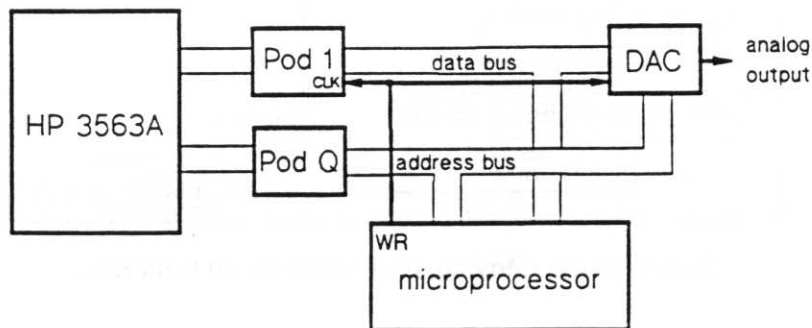 HP 3563A
Pod 1
CLK
data bus
DAC
analog
output
Pod Q
address bus
WR
microprocessor